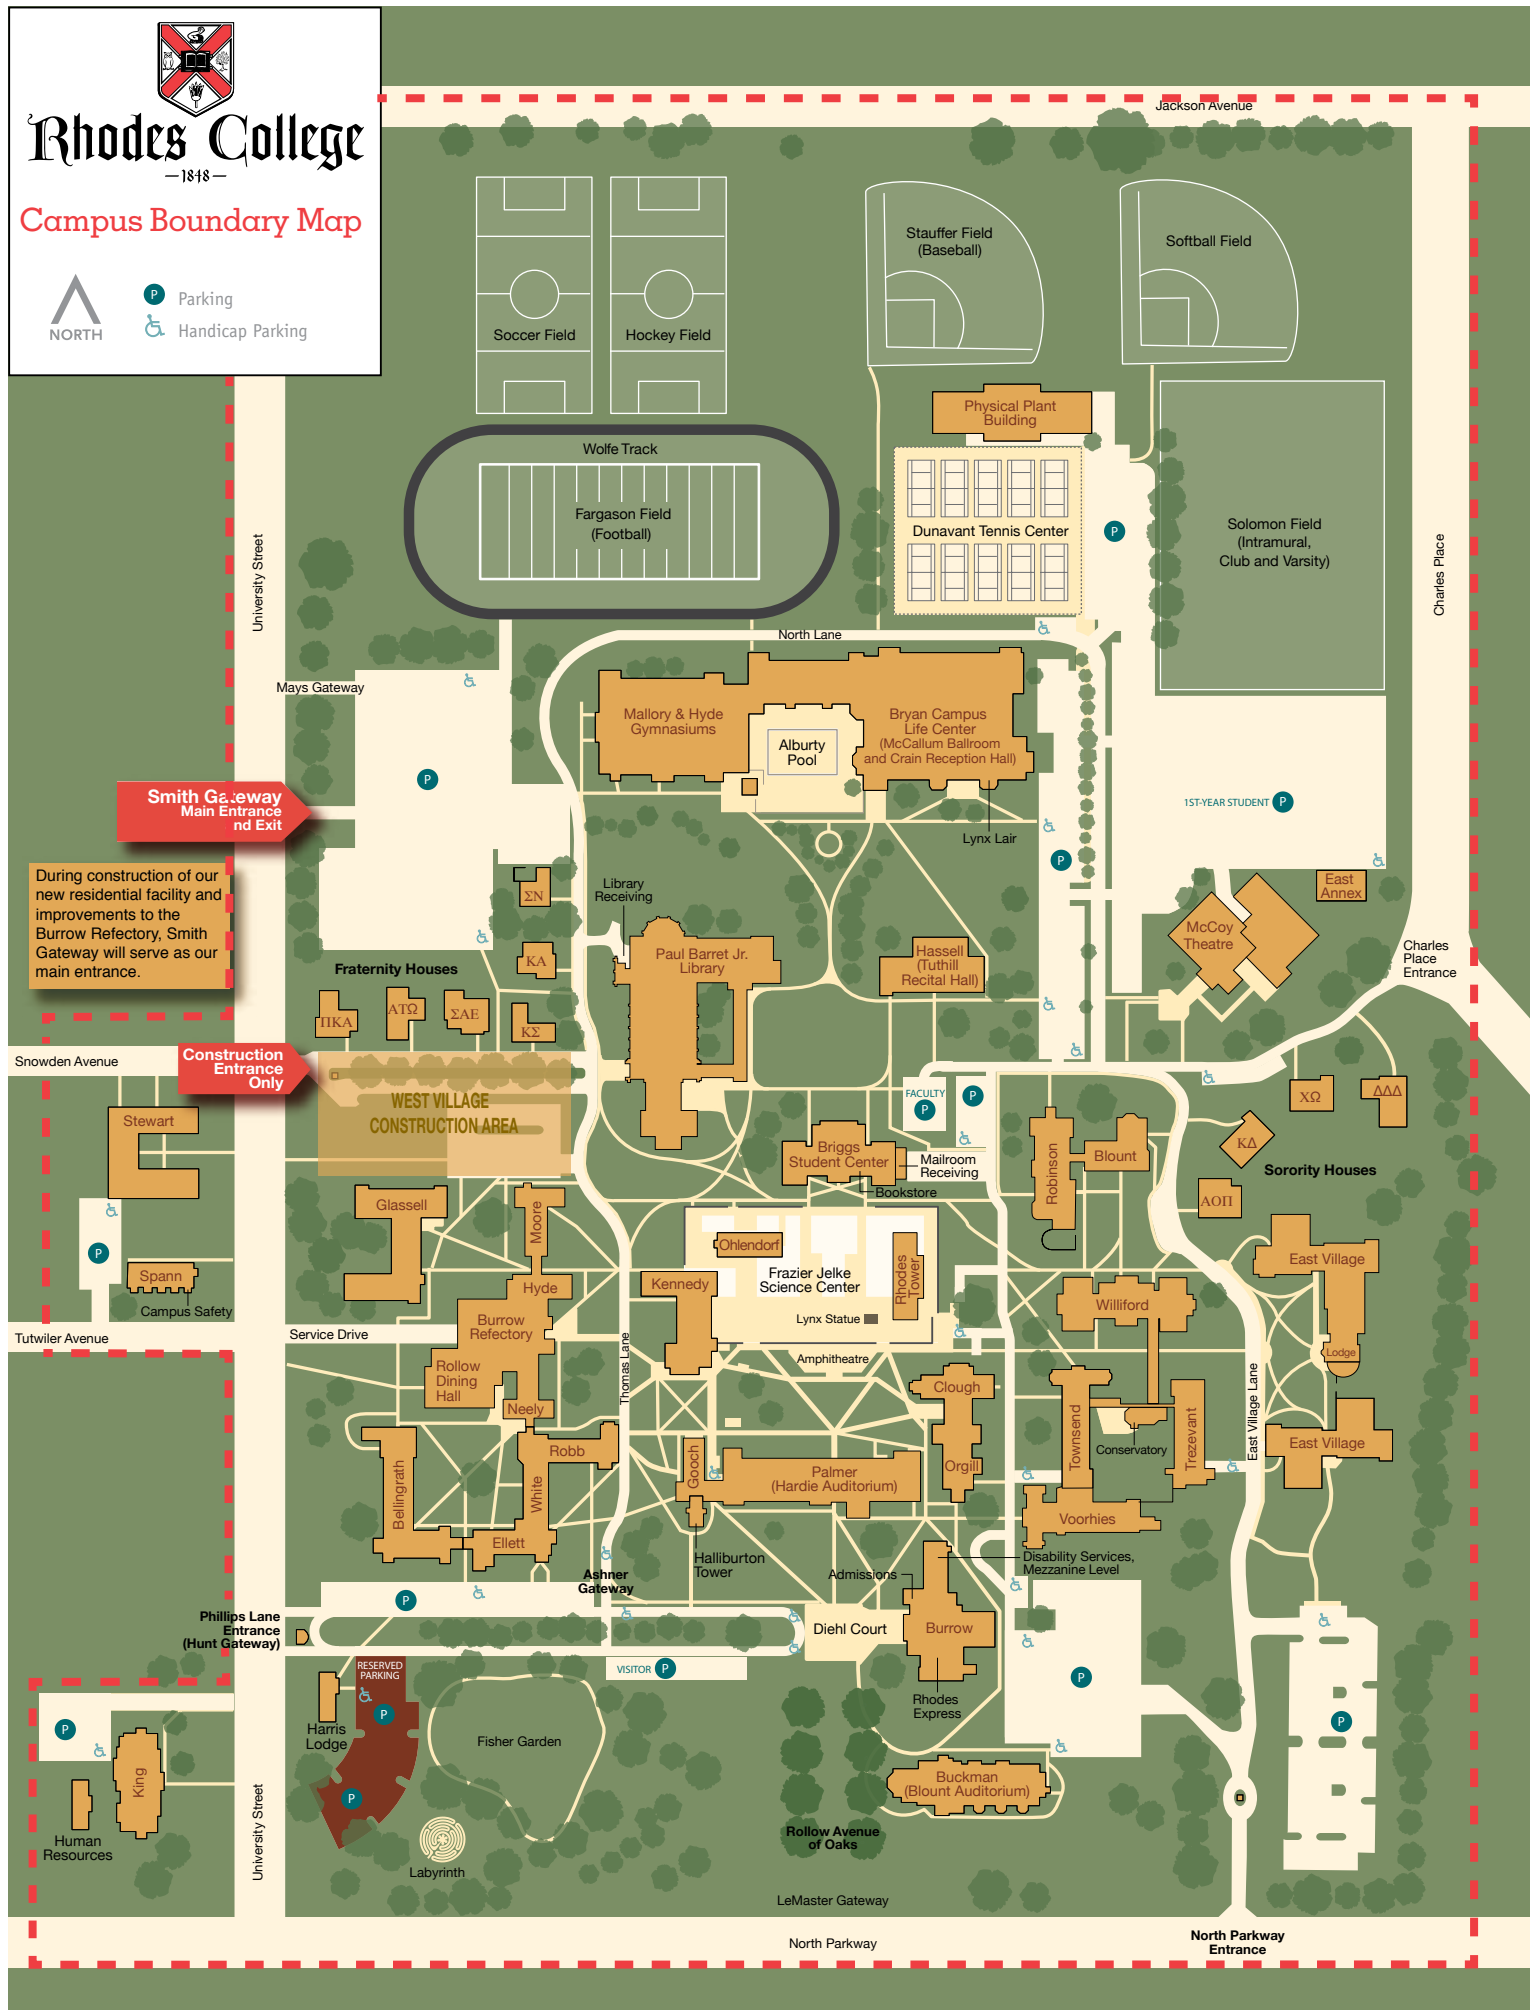 Rhodes College
—1848—
Campus Boundary Map
NORTH
P Parking
Handicap Parking
Jackson Avenue
Stauffer Field
(Baseball)
Softball Field
Soccer Field
Hockey Field
Physical Plant
Building
Wolfe Track
Fargason Field
(Football)
Dunavant Tennis Center
P
Solomon Field
(Intramural,
Club and Varsity)
University Street
Charles Place
North Lane
Mays Gateway
Mallory & Hyde
Gymnasiums
Alburty
Pool
Bryan Campus
Life Center
(McCallum Ballroom
and Crain Reception Hall)
P
Smith Gateway
Main Entrance
nd Exit
1ST-YEAR STUDENT P
Lynx Lair
P
During construction of our
new residential facility and
improvements to the
Burrow Refectory, Smith
Gateway will serve as our
main entrance.
ΣΝ
Library
Receiving
East
Annex
McCoy
Theatre
Paul Barret Jr.
Library
Hassell
(Tuthill
Recital Hall)
Charles
Place
Entrance
ΚΑ
Fraternity Houses
ΠΚΑ
ΑΤΩ
ΣΑΕ
ΚΣ
Snowden Avenue
Construction
Entrance
Only
WEST VILLAGE
CONSTRUCTION AREA
FACULTY
P
P
ΧΩ
ΔΔΔ
Stewart
Briggs
Student Center
Mailroom
Receiving
Bookstore
Robinson
Blount
ΚΔ
Sorority Houses
ΑΟΠ
Glassell
Moore
Ohlendorf
Kennedy
Frazier Jelke
Science Center
Rhodes
Tower
Lynx Statue
P
Spann
Campus Safety
Hyde
East Village
Williford
Tutwiler Avenue
Service Drive
Burrow
Refectory
Rollow
Dining
Hall
Neely
Thomas Lane
Amphitheatre
Lodge
Clough
East Village Lane
Townsend
Conservatory
Trezevant
East Village
Robb
Bellingrath
White
Gooch
Palmer
(Hardie Auditorium)
Orgill
Voorhies
Ellett
Halliburton
Tower
Disability Services,
Mezzanine Level
Admissions
Ashner
Gateway
P
Phillips Lane
Entrance
(Hunt Gateway)
Diehl Court
Burrow
VISITOR P
RESERVED
PARKING
P
P
P
Harris
Lodge
Fisher Garden
Rhodes
Express
P
P
King
Human
Resources
University Street
P
Buckman
(Blount Auditorium)
Rollow Avenue
of Oaks
Labyrinth
LeMaster Gateway
North Parkway
North Parkway
Entrance